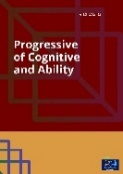 Progressive
of Cognitive
and Ability